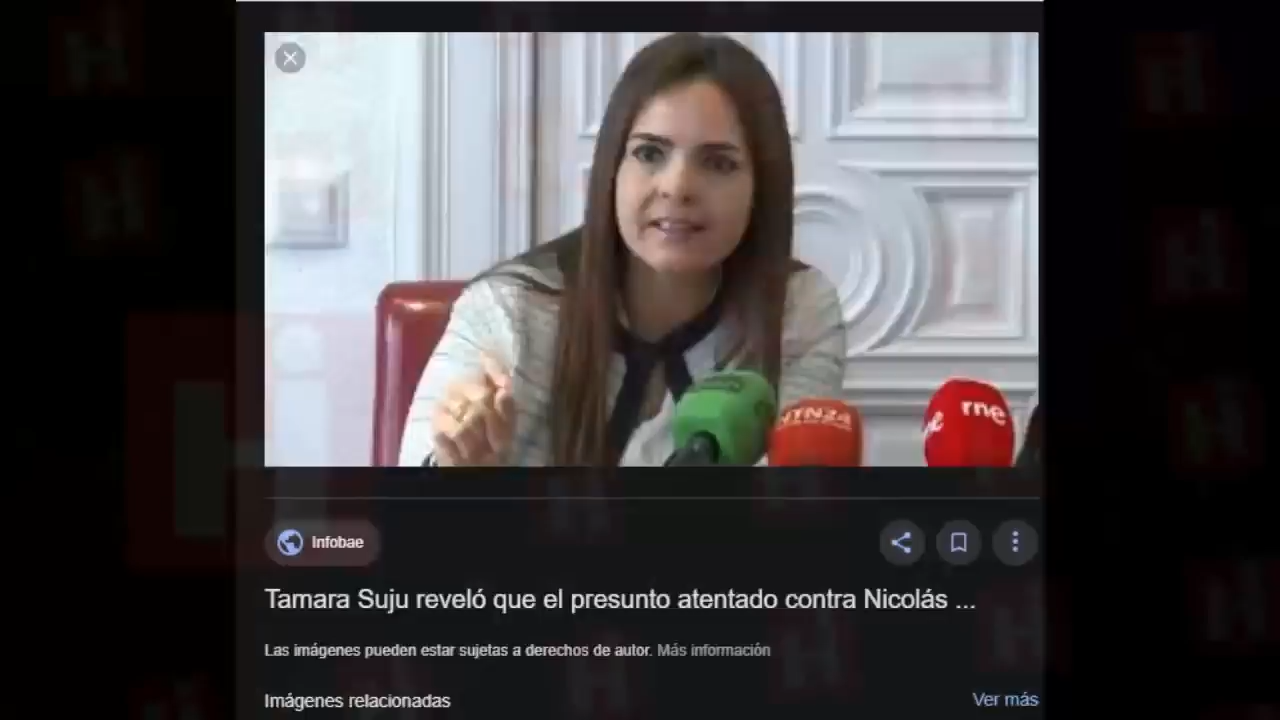 VTN24
rne
Infobae
Tamara Suju reveló que el presunto atentado contra Nicolás ...
Las imágenes pueden estar sujetas a derechos de autor. Más información
Imágenes relacionadas
Ver más